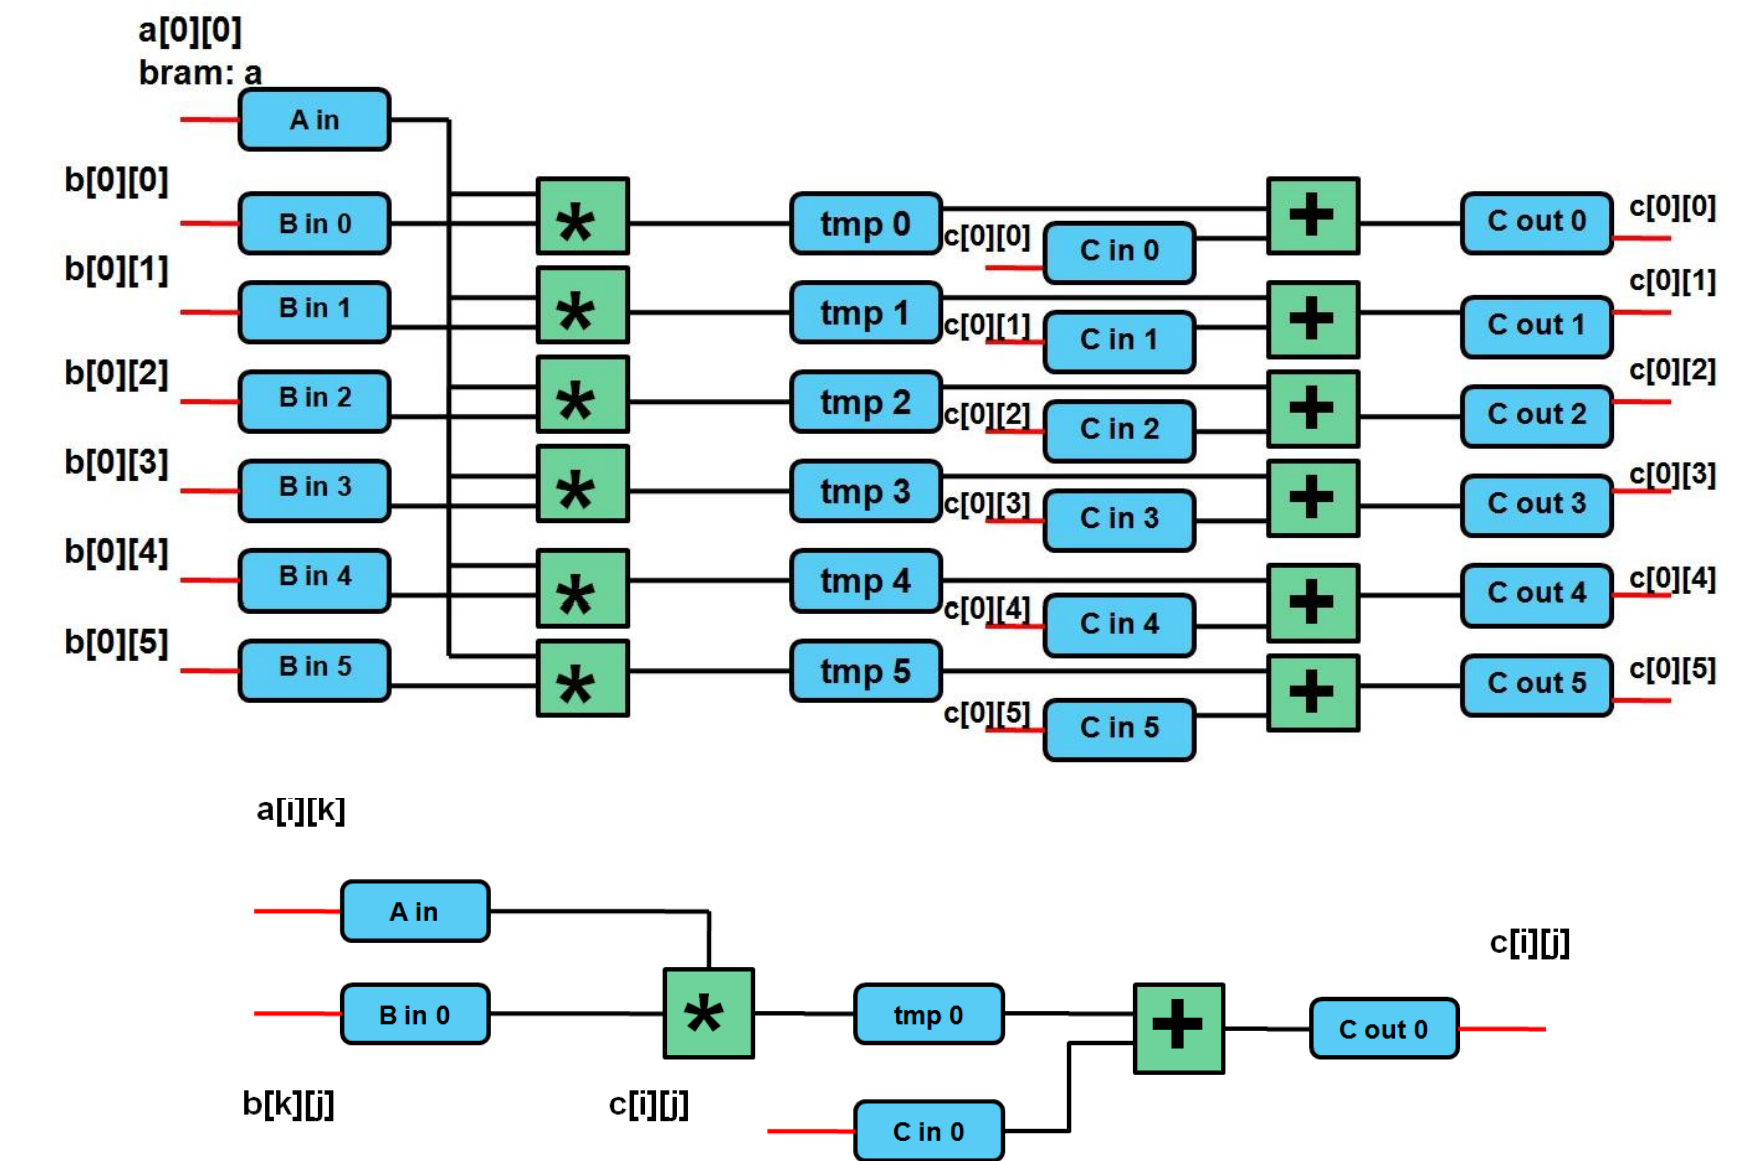 a[0][0]
bram: a
A in
b[0][0]
B in 0
*
tmp 0
c[0][0]
C in 0
+
C out 0
c[0][0]
b[0][1]
B in 1
*
tmp 1
c[0][1]
C in 1
+
C out 1
c[0][1]
b[0][2]
B in 2
*
tmp 2
c[0][2]
C in 2
+
C out 2
c[0][2]
b[0][3]
B in 3
*
tmp 3
c[0][3]
C in 3
+
C out 3
c[0][3]
b[0][4]
B in 4
*
tmp 4
c[0][4]
C in 4
+
C out 4
c[0][4]
b[0][5]
B in 5
*
tmp 5
c[0][5]
C in 5
+
C out 5
c[0][5]
a[i][k]
A in
B in 0
*
tmp 0
+
C out 0
c[i][j]
b[k][j]
c[i][j]
C in 0